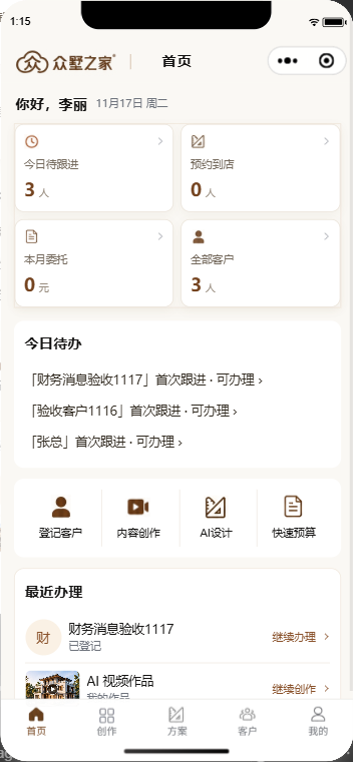 1:15
众墅之家
首页
你好，李丽 11月17日 周二
今日待跟进
3 人
预约到店
0 人
本月委托
0 元
全部客户
3 人
今日待办
「财务消息验收1117」首次跟进 · 可办理 ›
「验收客户1116」首次跟进 · 可办理 ›
「张总」首次跟进 · 可办理 ›
登记客户
内容创作
AI设计
快速预算
最近办理
财
财务消息验收1117
已登记
继续办理 ›
AI 视频作品
我的作品
继续创作 ›
首页
创作
方案
客户
我的